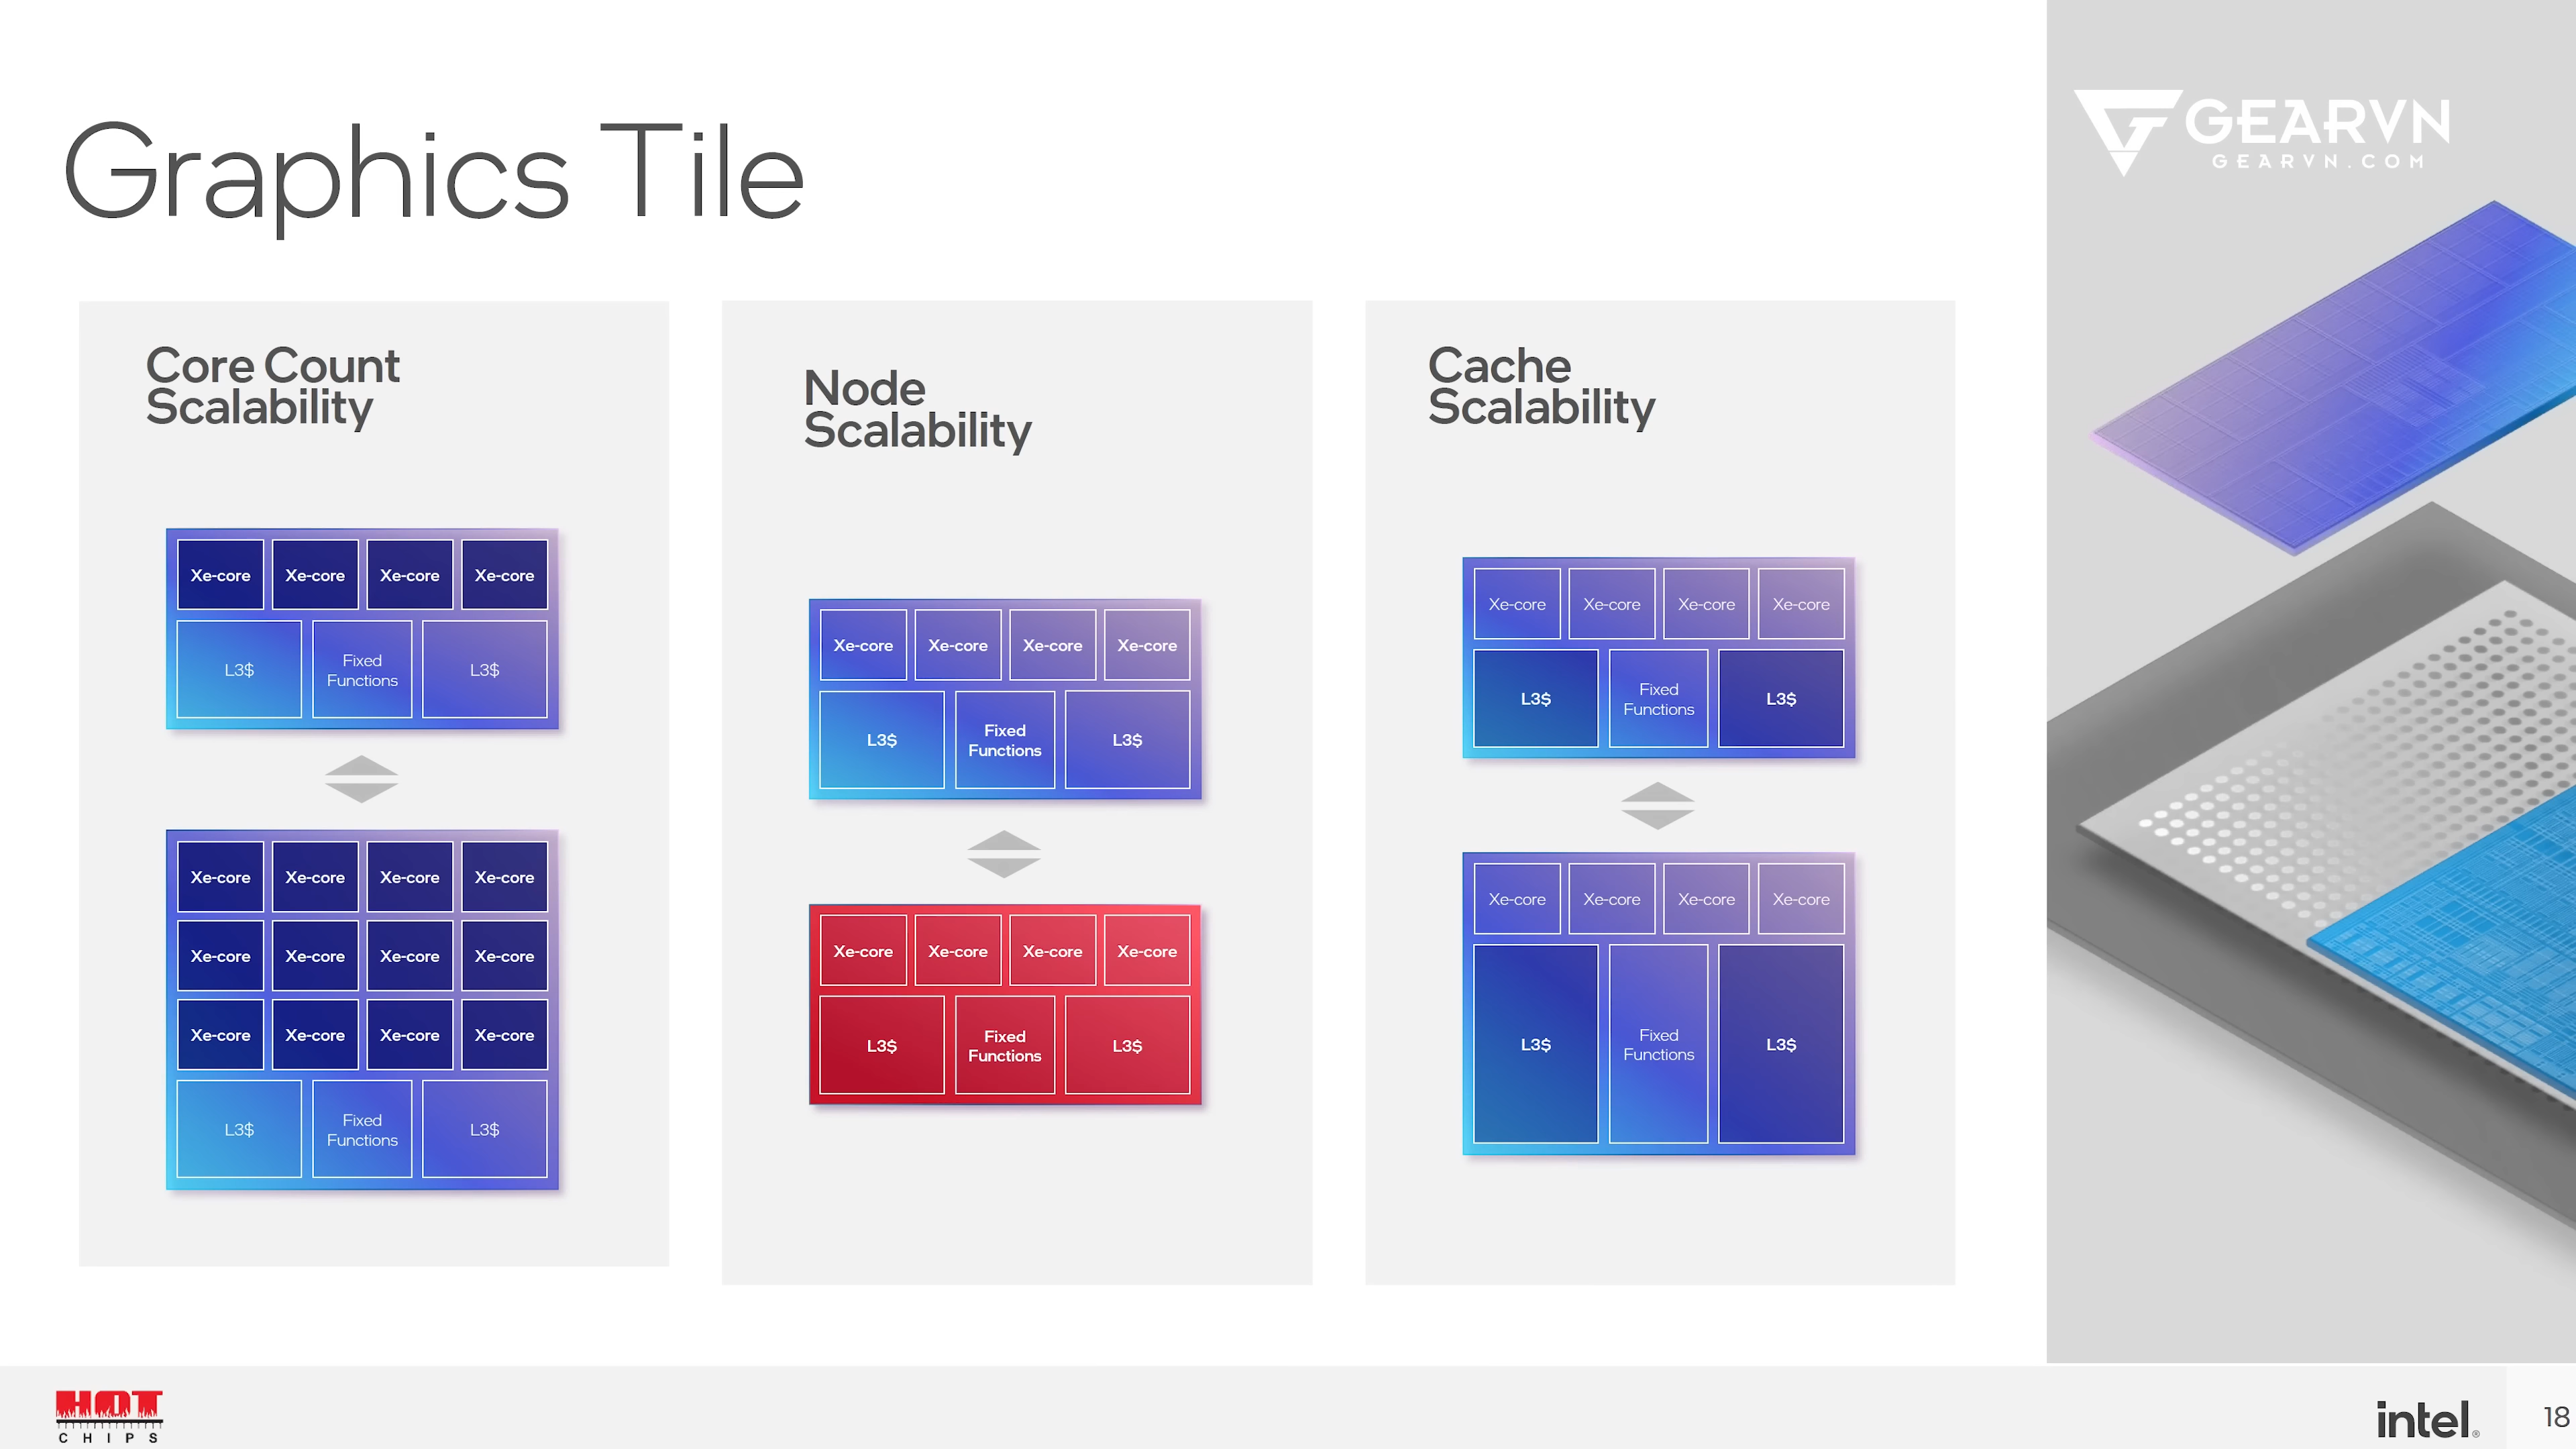 Graphics Tile
GEARVN
GEARVN.COM
Core Count
Scalability
Xe-core Xe-core Xe-core Xe-core
L3$ Fixed Functions L3$
Xe-core Xe-core Xe-core Xe-core
Xe-core Xe-core Xe-core Xe-core
Xe-core Xe-core Xe-core Xe-core
L3$ Fixed Functions L3$
Node
Scalability
Xe-core Xe-core Xe-core Xe-core
L3$ Fixed Functions L3$
Xe-core Xe-core Xe-core Xe-core
L3$ Fixed Functions L3$
Cache
Scalability
Xe-core Xe-core Xe-core Xe-core
L3$ Fixed Functions L3$
Xe-core Xe-core Xe-core Xe-core
L3$ Fixed Functions L3$
HOT
CHIPS
intel®
18